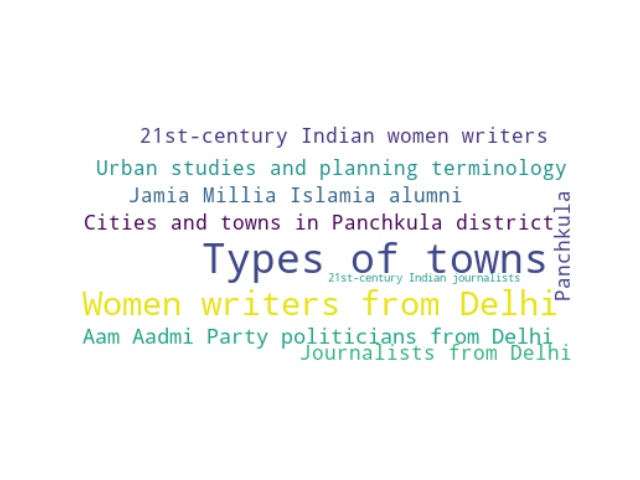 21st-century Indian women writers
Urban studies and planning terminology
Jamia Millia Islamia alumni
Cities and towns in Panchkula district
Panchkula
Types of towns
21st-century Indian journalists
Women writers from Delhi
Aam Aadmi Party politicians from Delhi
Journalists from Delhi